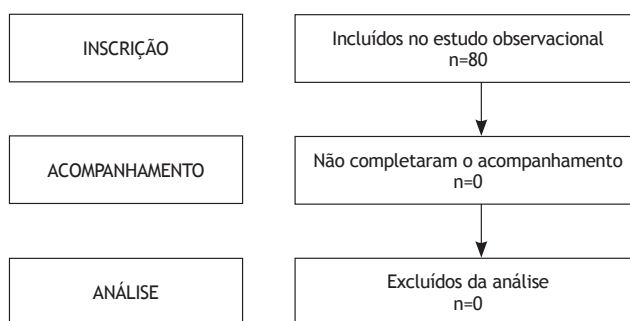 INSCRIÇÃO
Incluídos no estudo observacional
n=80
ACOMPANHAMENTO
Não completaram o acompanhamento
n=0
ANÁLISE
Excluídos da análise
n=0